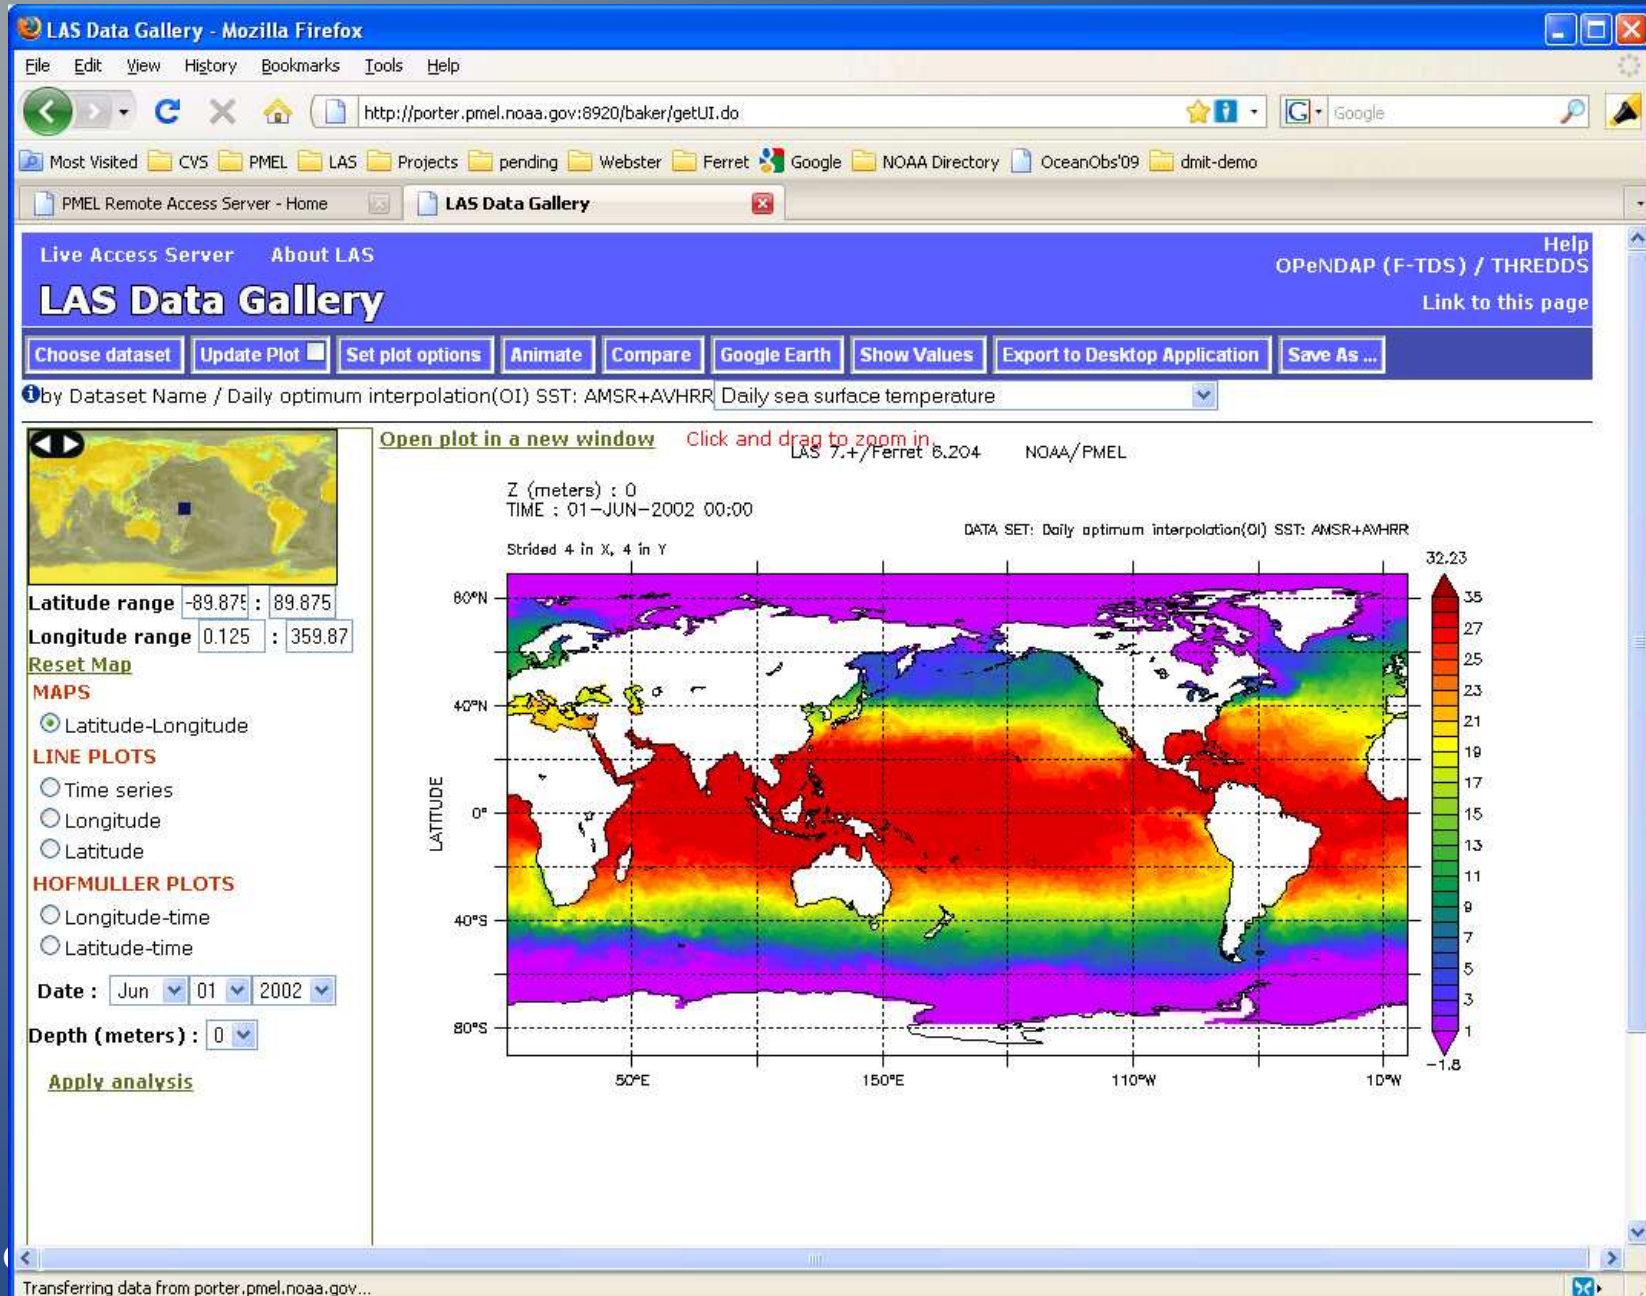 LAS Data Gallery - Mozilla Firefox
File Edit View History Bookmarks Tools Help
http://porter.pmel.noaa.gov:8920/baker/getUI.do
G Google
Most Visited CVS PMEL LAS Projects pending Webster Ferret Google NOAA Directory OceanObs'09 dmit-demo
PMEL Remote Access Server - Home LAS Data Gallery
Live Access Server About LAS
Help
OPeNDAP (F-TDS) / THREDDS
LAS Data Gallery
Link to this page
Choose dataset Update Plot Set plot options Animate Compare Google Earth Show Values Export to Desktop Application Save As ...
by Dataset Name / Daily optimum interpolation(OI) SST: AMSR+AVHRR Daily sea surface temperature
Open plot in a new window Click and drag to zoom in.
LAS 7.+/Ferret 6.204 NOAA/PMEL
Z (meters) : 0
TIME : 01-JUN-2002 00:00
DATA SET: Daily optimum interpolation(OI) SST: AMSR+AVHRR
Strided 4 in X, 4 in Y
Latitude range -89.875 : 89.875
Longitude range 0.125 : 359.87
Reset Map
MAPS
Latitude-Longitude
LINE PLOTS
Time series
Longitude
Latitude
HOFMULLER PLOTS
Longitude-time
Latitude-time
Date : Jun 01 2002
Depth (meters) : 0
Apply analysis
LATITUDE
80°N
40°N
0°
40°S
80°S
50°E 150°E 110°W 10°W
32.23
35
27
25
23
21
19
17
15
13
11
9
7
5
3
1
-1.8
Transferring data from porter.pmel.noaa.gov...